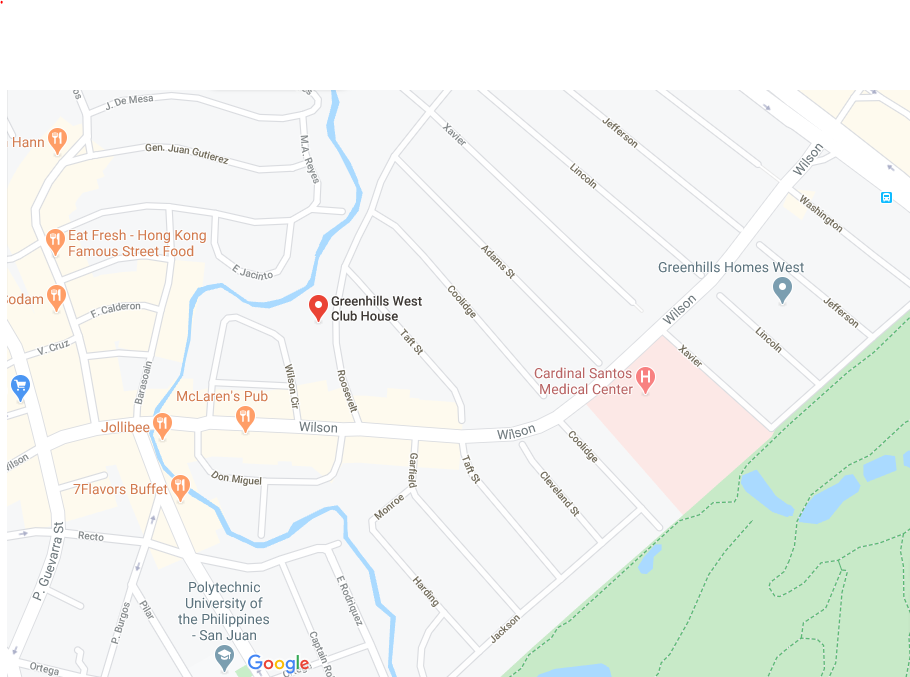 J. De Mesa
Hann
Gen. Juan Gutierez
M.A. Reyes
Xavier
Jefferson
Lincoln
Wilson
Washington
Eat Fresh - Hong Kong
Famous Street Food
E Jacinto
Adams St
Greenhills Homes West
F. Calderon
Coolidge
Greenhills West
Club House
Wilson
Jefferson
Lincoln
V. Cruz
Taft St
Xavier
Barasoain
Wilson Cir
Roosevelt
Cardinal Santos
Medical Center
McLaren's Pub
Jollibee
Wilson
Wilson
Coolidge
Wilson
Don Miguel
7Flavors Buffet
Garfield
Taft St
Cleveland St
Monroe
Recto
P. Guevarra St
Polytechnic
University of
the Philippines
- San Juan
E Rodriquez
Harding
Pilar
P. Burgos
Jackson
Ortega
Google